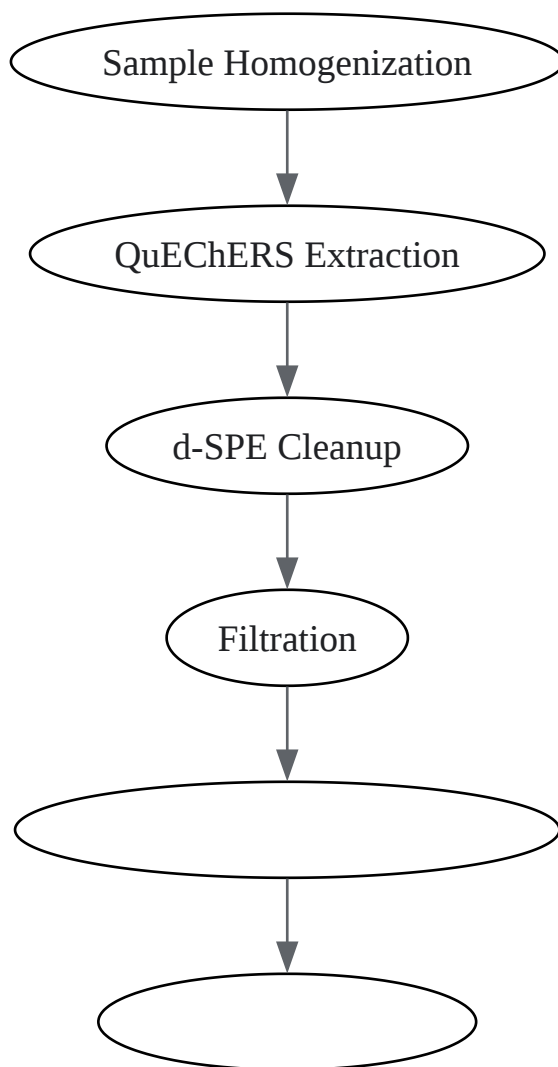 Sample Homogenization
QuEChERS Extraction
d-SPE Cleanup
Filtration